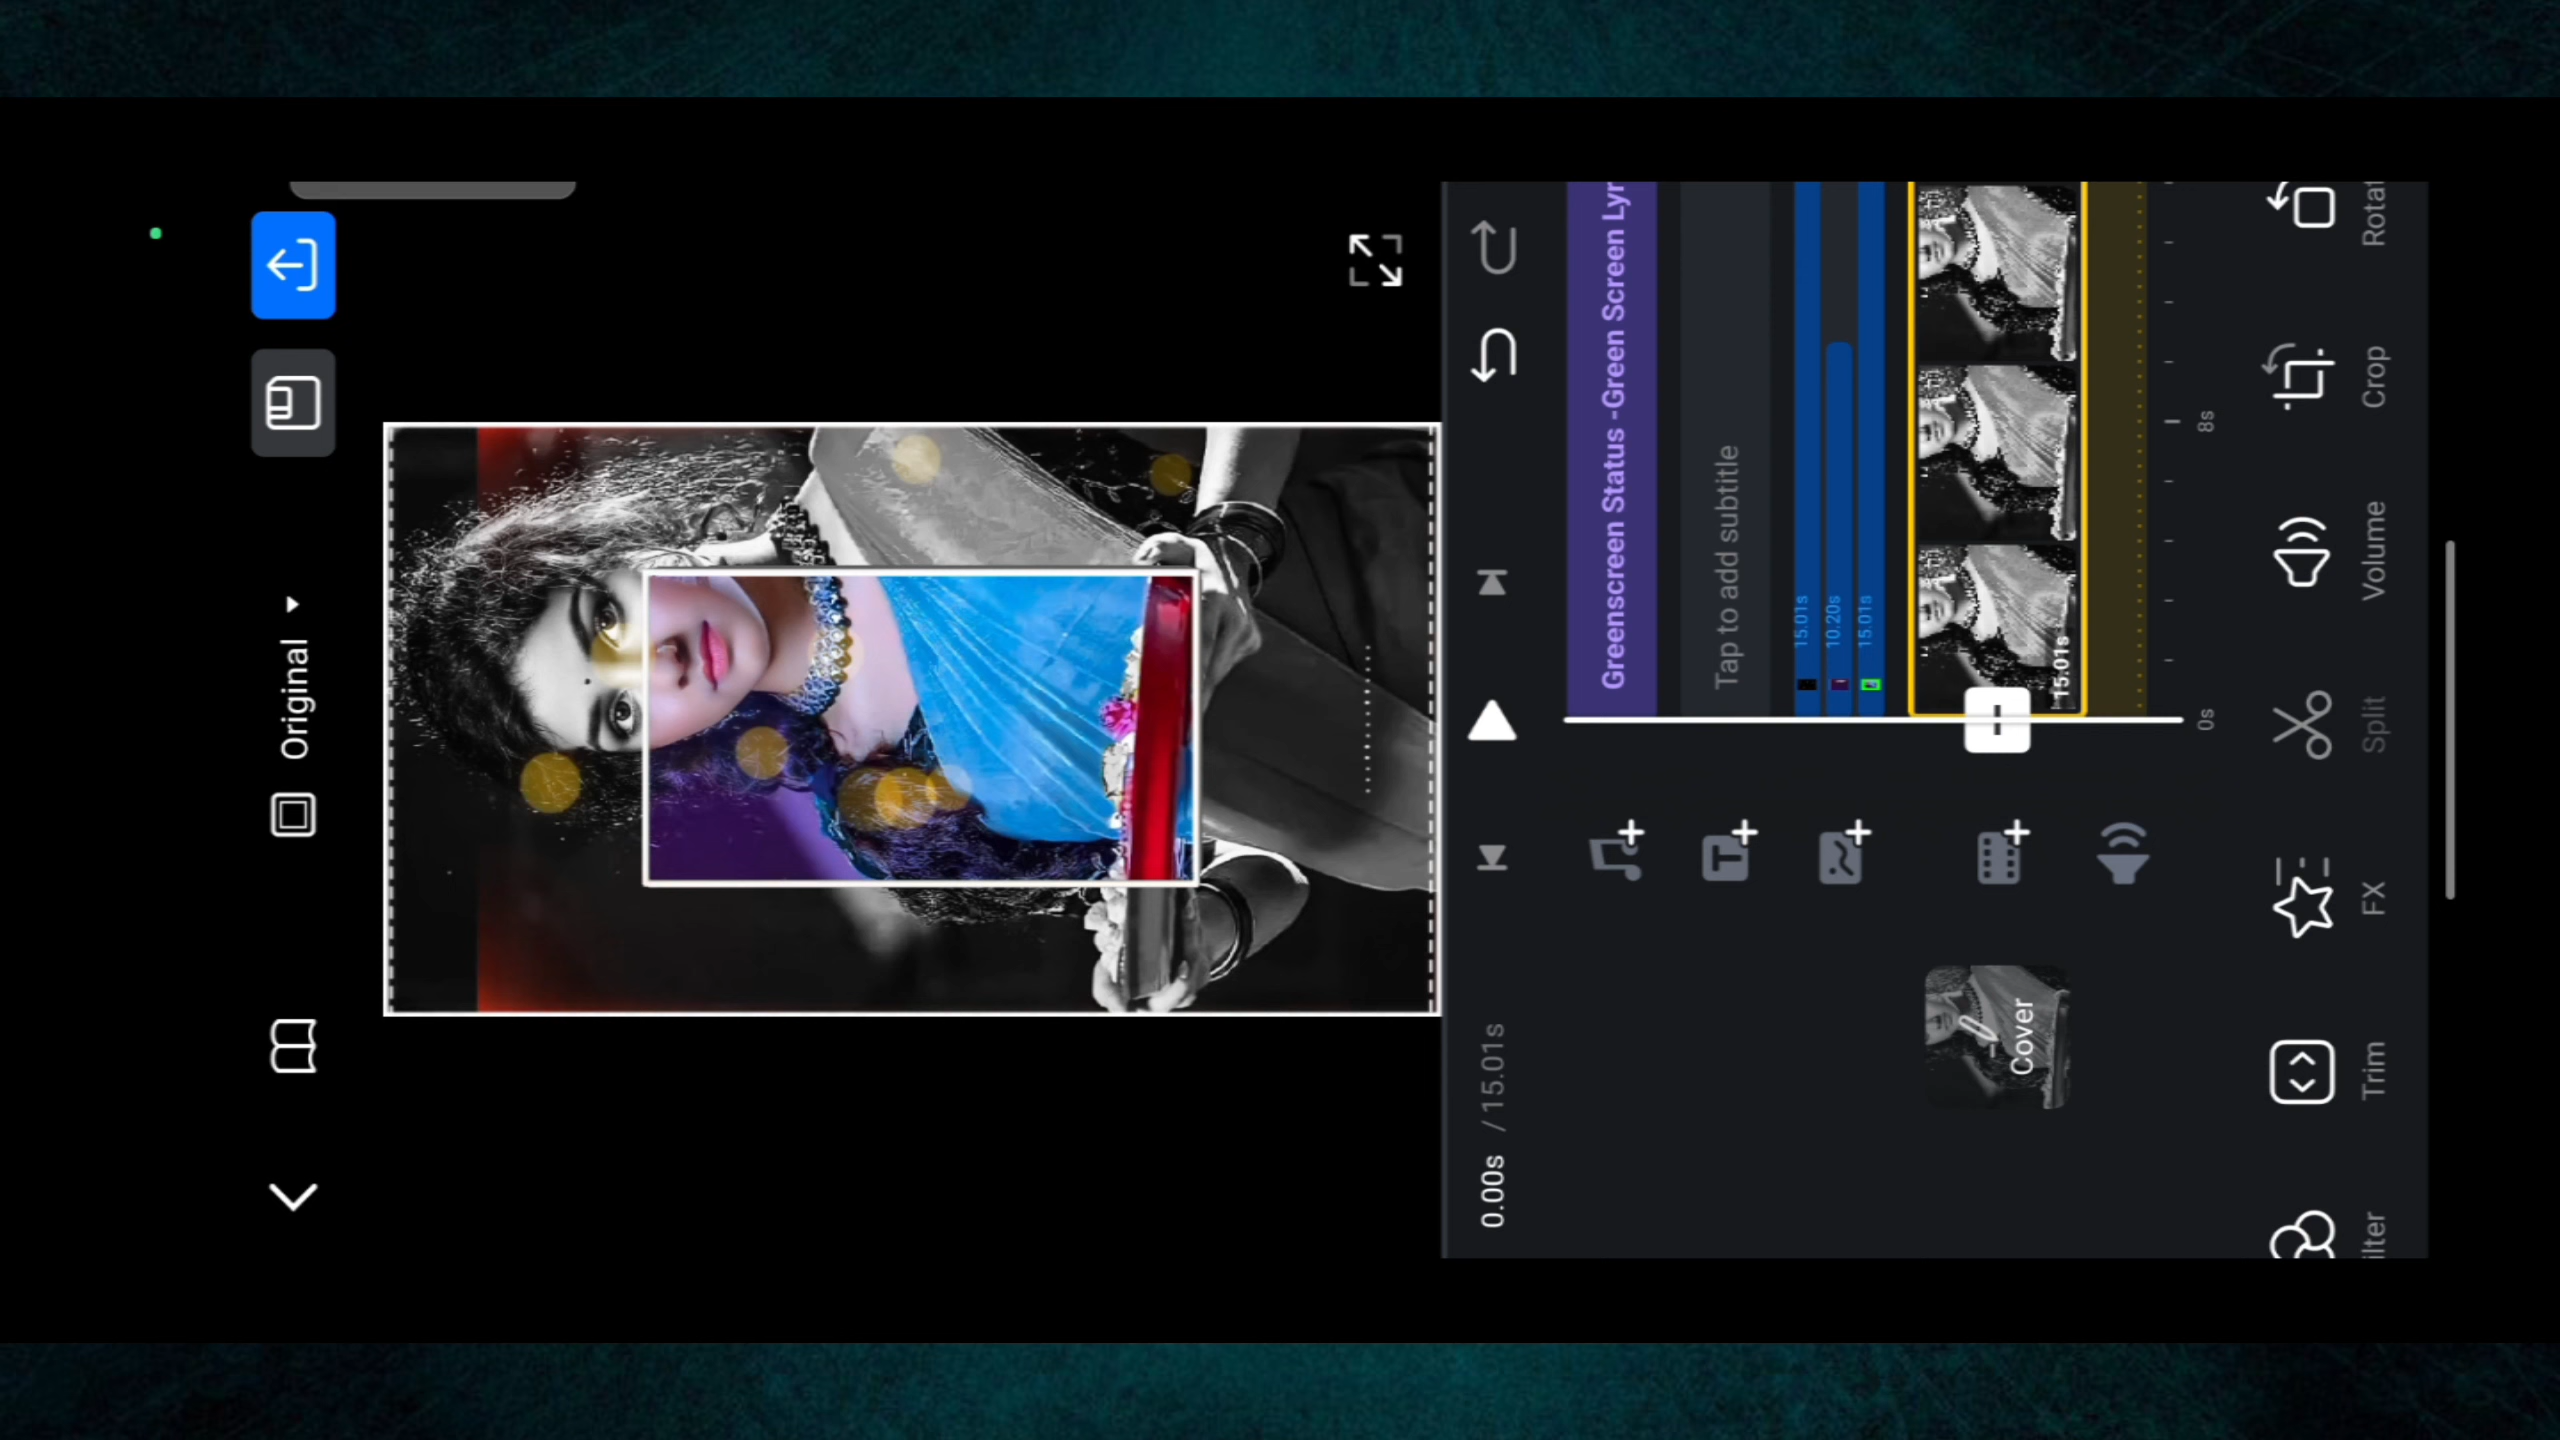 Original
0.00s / 15.01s
Greenscreen Status -Green Screen Lyr
Tap to add subtitle
15.01s
10.20s
15.01s
15.01s
Cover
0s
8s
ilter
Trim
FX
Split
Volume
Crop
Rotat